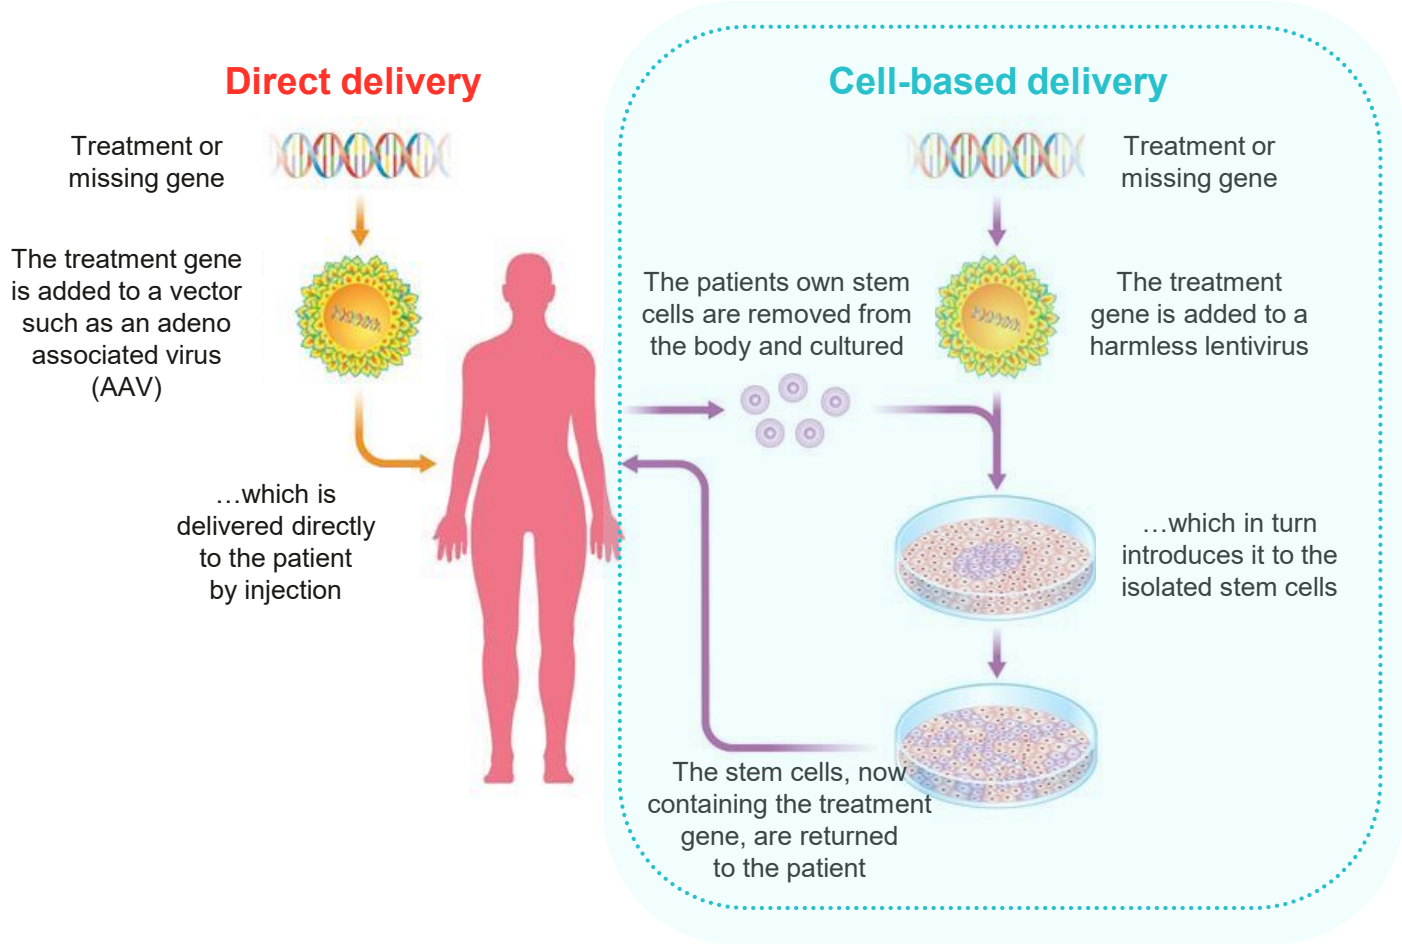 Direct delivery
Treatment or
missing gene
The treatment gene
is added to a vector
such as an adeno
associated virus
(AAV)
…which is
delivered directly
to the patient
by injection
Cell-based delivery
Treatment or
missing gene
The patients own stem
cells are removed from
the body and cultured
The treatment
gene is added to a
harmless lentivirus
…which in turn
introduces it to the
isolated stem cells
The stem cells, now
containing the treatment
gene, are returned
to the patient